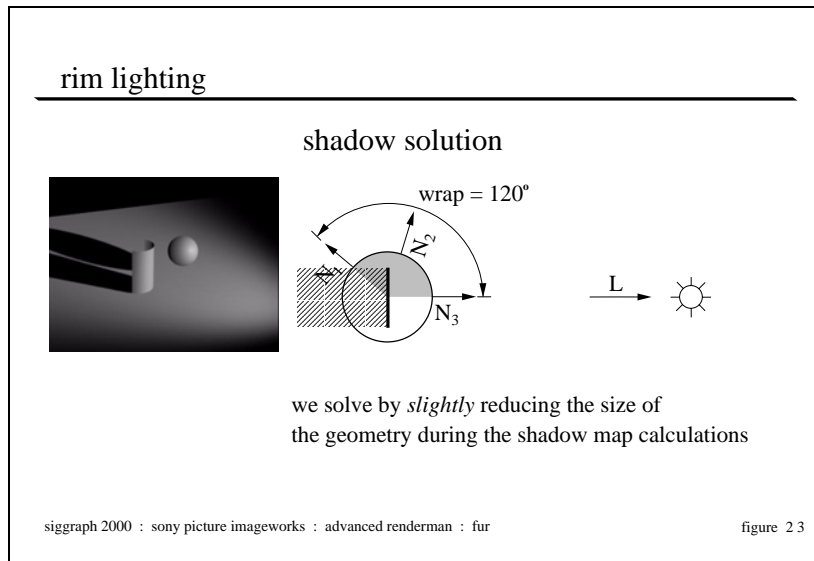 rim lighting
shadow solution
wrap = 120º
N1
N2
N3
L
we solve by slightly reducing the size of
the geometry during the shadow map calculations
siggraph 2000 : sony picture imageworks : advanced renderman : fur
figure 2 3